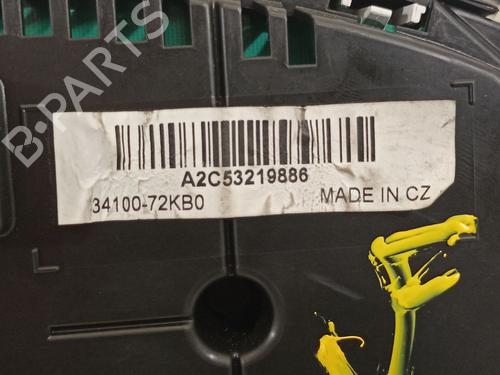 B-PARTS
A2C53219886
34100-72KB0
MADE IN CZ